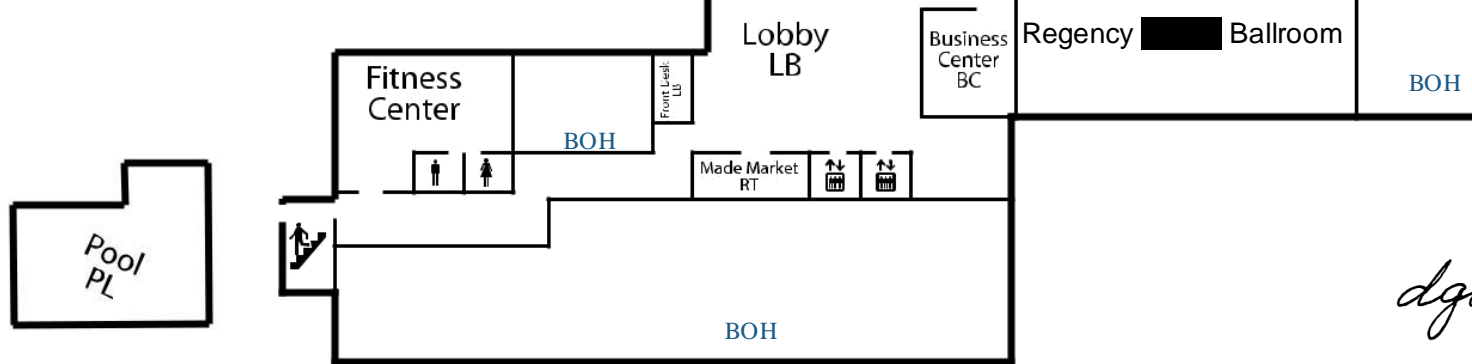 Lobby
LB
Business
Center
BC
Regency
Ballroom
BOH
Fitness
Center
Front Desk
LB
BOH
Made Market
RT
Pool
PL
BOH